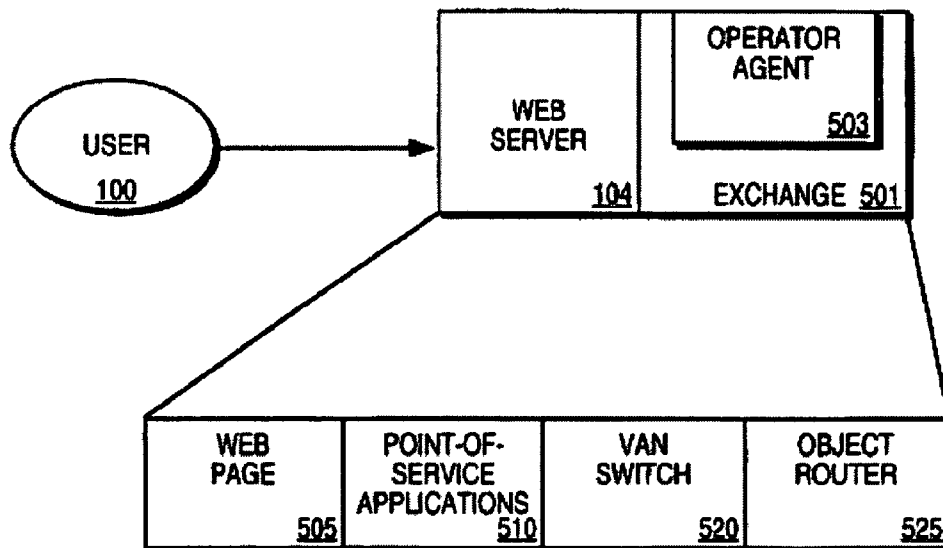 USER
100
WEB
SERVER
104
OPERATOR
AGENT
503
EXCHANGE 501
WEB
PAGE
505
POINT-OF-
SERVICE
APPLICATIONS
510
VAN
SWITCH
520
OBJECT
ROUTER
525